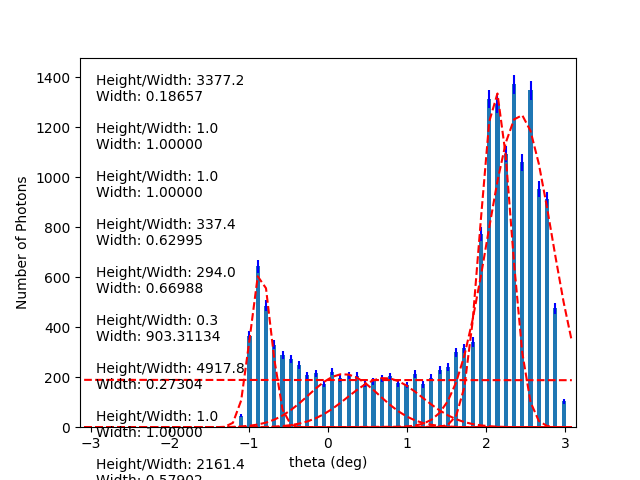 Height/Width: 3377.2
Width: 0.18657
Height/Width: 1.0
Width: 1.00000
Height/Width: 1.0
Width: 1.00000
Height/Width: 337.4
Width: 0.62995
Height/Width: 294.0
Width: 0.66988
Height/Width: 0.3
Width: 903.31134
Height/Width: 4917.8
Width: 0.27304
Height/Width: 1.0
Width: 1.00000
Height/Width: 2161.4
Width: 0.57902
Number of Photons
1400
1200
1000
800
600
400
200
0
−3 −2 −1 0 1 2 3
theta (deg)